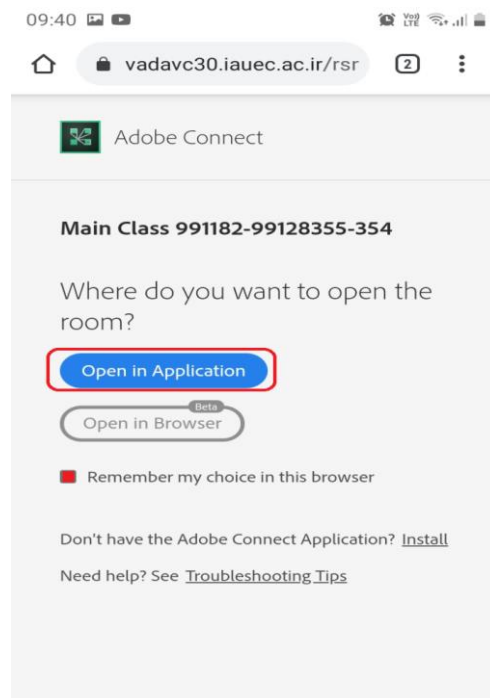 09:40
Vo)) LTE
vadavc30.iauec.ac.ir/rsr
2
Adobe Connect
Main Class 991182-99128355-354
Where do you want to open the
room?
Open in Application
Beta
Open in Browser
Remember my choice in this browser
Don't have the Adobe Connect Application? Install
Need help? See Troubleshooting Tips